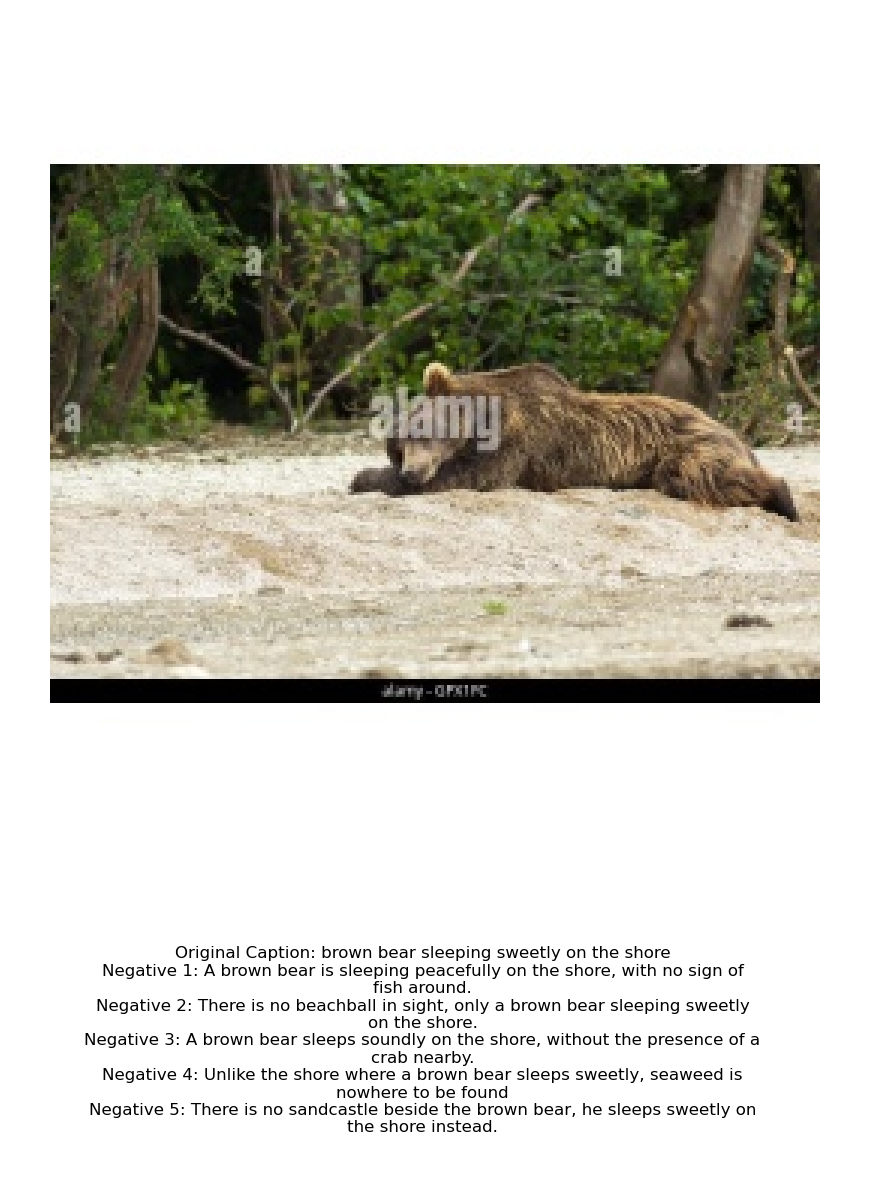 a
a
a
alamy
a
alamy - GPX1FC
Original Caption: brown bear sleeping sweetly on the shore
Negative 1: A brown bear is sleeping peacefully on the shore, with no sign of
fish around.
Negative 2: There is no beachball in sight, only a brown bear sleeping sweetly
on the shore.
Negative 3: A brown bear sleeps soundly on the shore, without the presence of a
crab nearby.
Negative 4: Unlike the shore where a brown bear sleeps sweetly, seaweed is
nowhere to be found
Negative 5: There is no sandcastle beside the brown bear, he sleeps sweetly on
the shore instead.